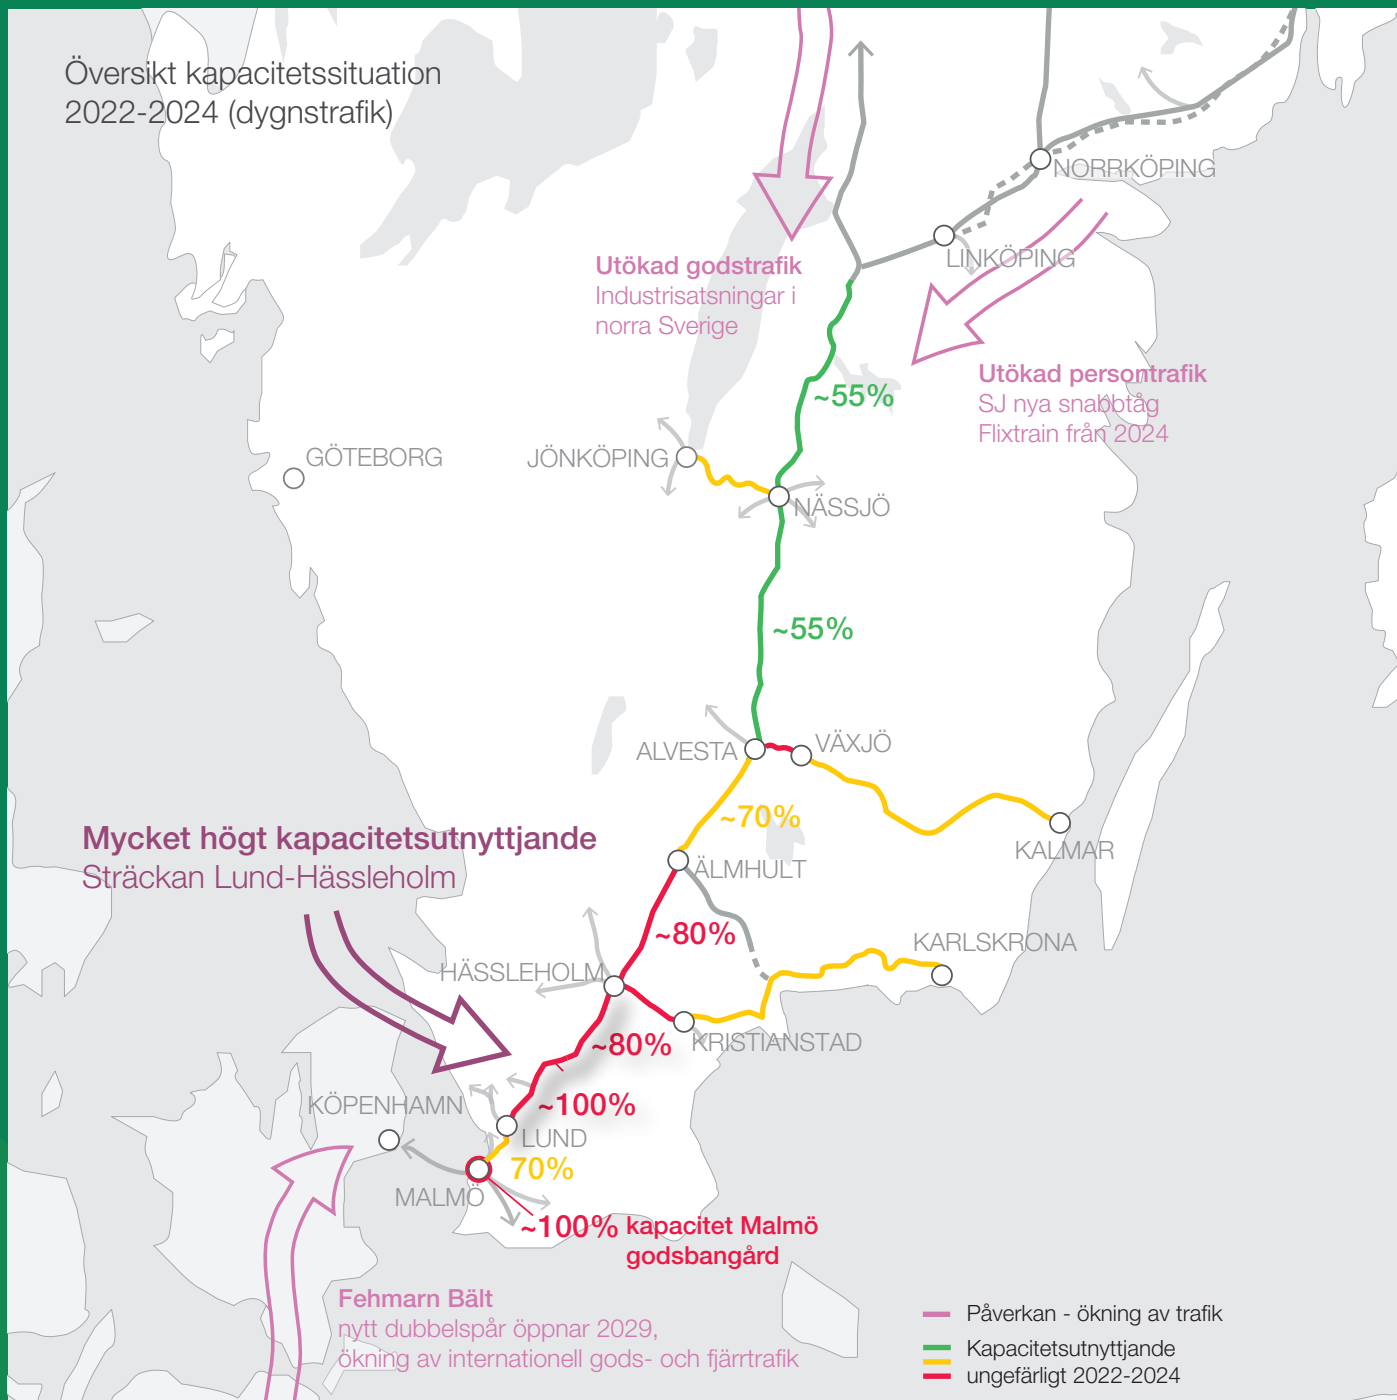 Översikt kapacitetssituation
2022-2024 (dygnstrafik)
NORRKÖPING
LINKÖPING
Utökad godstrafik
Industrisatsningar i
norra Sverige
Utökad persontrafik
SJ nya snabbtåg
Flixtrain från 2024
~55%
GÖTEBORG
JÖNKÖPING
NÄSSJÖ
~55%
ALVESTA
VÄXJÖ
~70%
KALMAR
Mycket högt kapacitetsutnyttjande
Sträckan Lund-Hässleholm
ÄLMHULT
~80%
KARLSKRONA
HÄSSLEHOLM
~80%
KRISTIANSTAD
KÖPENHAMN
~100%
LUND
70%
MALMÖ
~100% kapacitet Malmö
godsbangård
Fehmarn Bält
nytt dubbelspår öppnar 2029,
ökning av internationell gods- och fjärrtrafik
Påverkan - ökning av trafik
Kapacitetsutnyttjande
ungefärligt 2022-2024